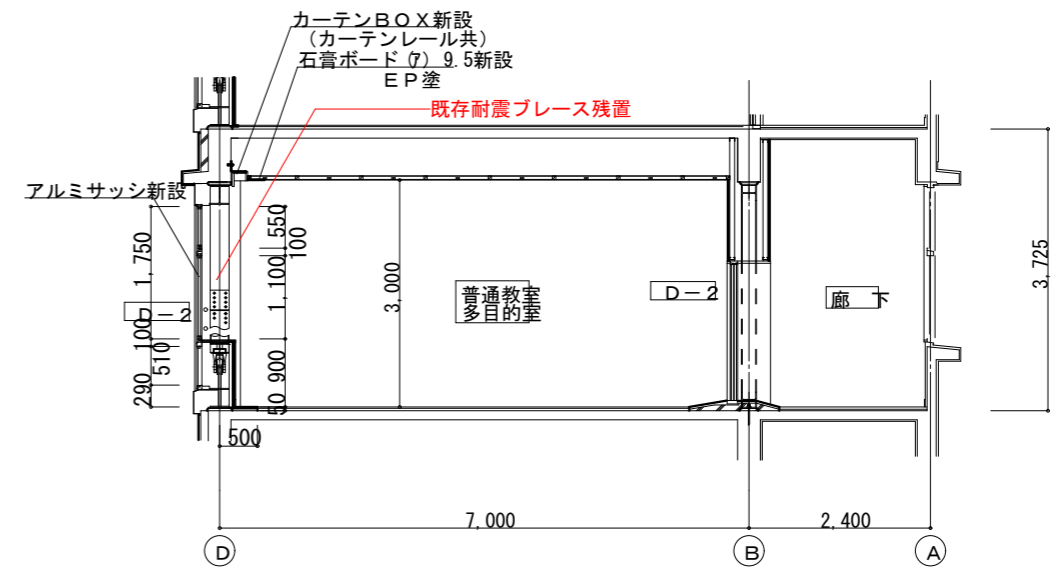 カーテンBOX新設
(カーテンレール共)
石膏ボード (ア) 9.5新設
EP塗
既存耐震ブレース残置
アルミサッシ新設
1,750
100
510
290
D-2
550
100
1,100
900
50
500
3,000
普通教室
多目的室
D-2
廊 下
3,725
7,000
2,400
D
B
A